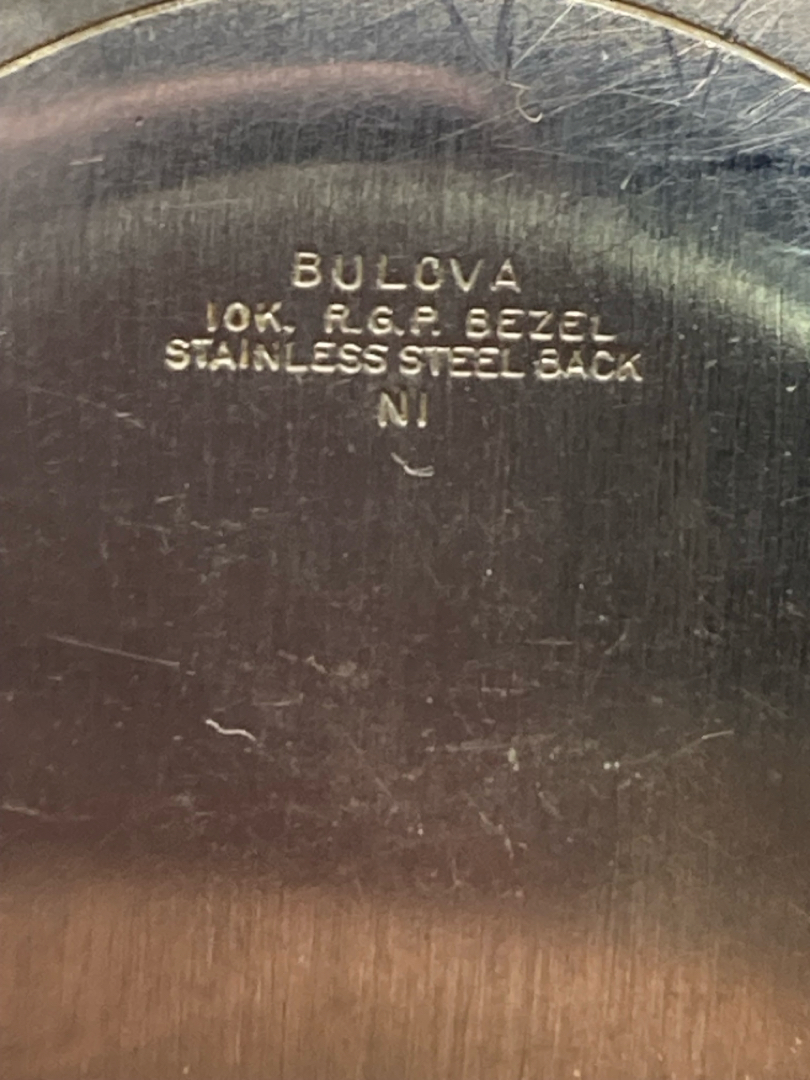 BULOVA
10K. R.G.P. BEZEL
STAINLESS STEEL BACK
N1